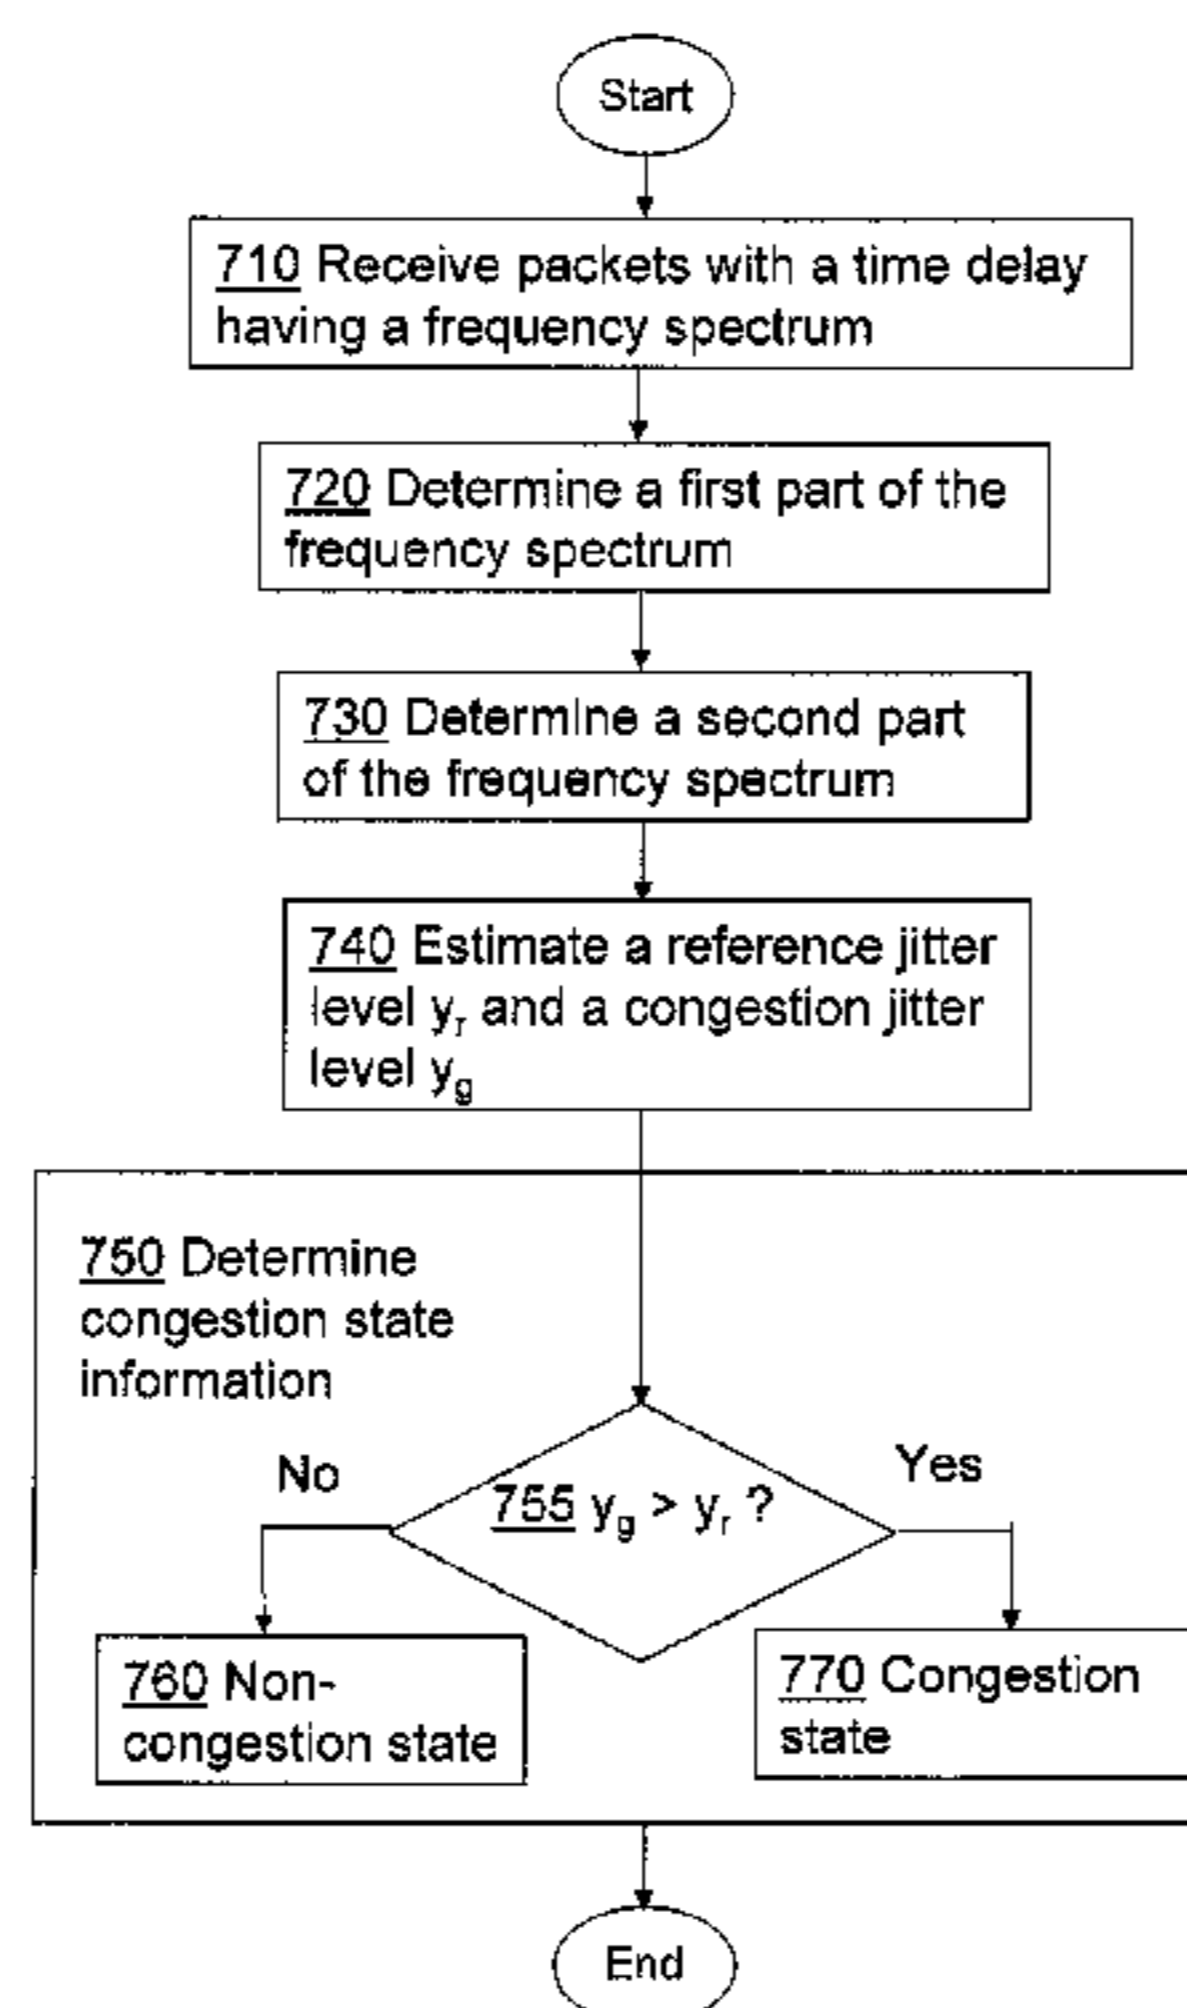 Start
710 Receive packets with a time delay
having a frequency spectrum
720 Determine a first part of the
frequency spectrum
730 Determine a second part
of the frequency spectrum
740 Estimate a reference jitter
level yr and a congestion jitter
level yg
750 Determine
congestion state
information
No
755 yg > yr ?
Yes
760 Non-
congestion state
770 Congestion
state
End